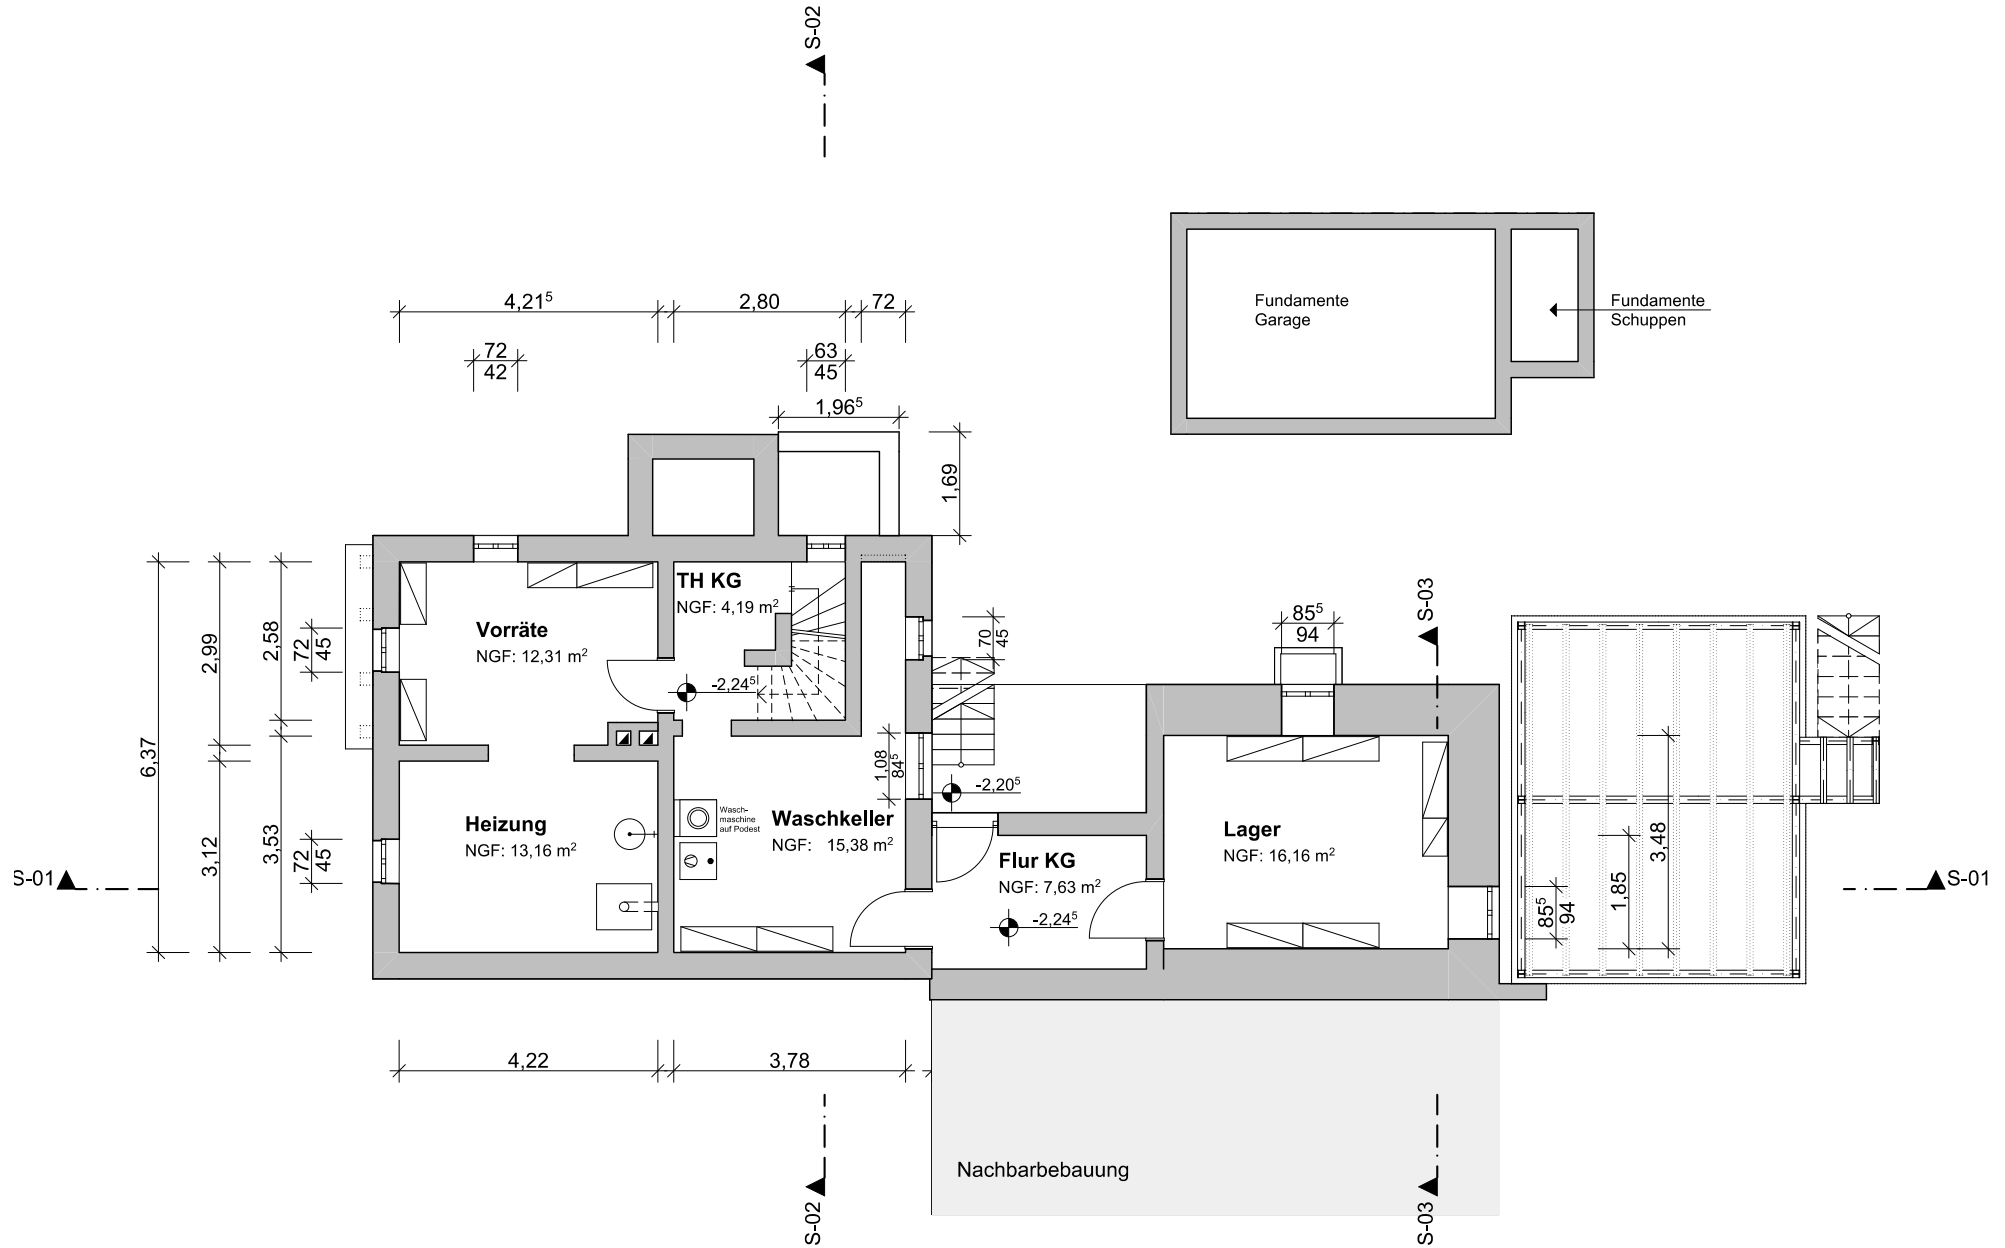 S-02
Fundamente
Garage
Fundamente
Schuppen
4,21⁵
2,80
72
72
42
63
45
1,96⁵
1,69
TH KG
NGF: 4,19 m²
Vorräte
NGF: 12,31 m²
-2,24⁵
70
45
85⁵
94
S-03
6,37
2,99
2,58
72
45
1,08
84⁵
-2,20⁵
Heizung
NGF: 13,16 m²
Wasch-
maschine
auf Podest
Waschkeller
NGF: 15,38 m²
Flur KG
NGF: 7,63 m²
-2,24⁵
Lager
NGF: 16,16 m²
3,12
3,53
72
45
85⁵
94
1,85
3,48
S-01
S-01
4,22
3,78
Nachbarbebauung
S-02
S-03